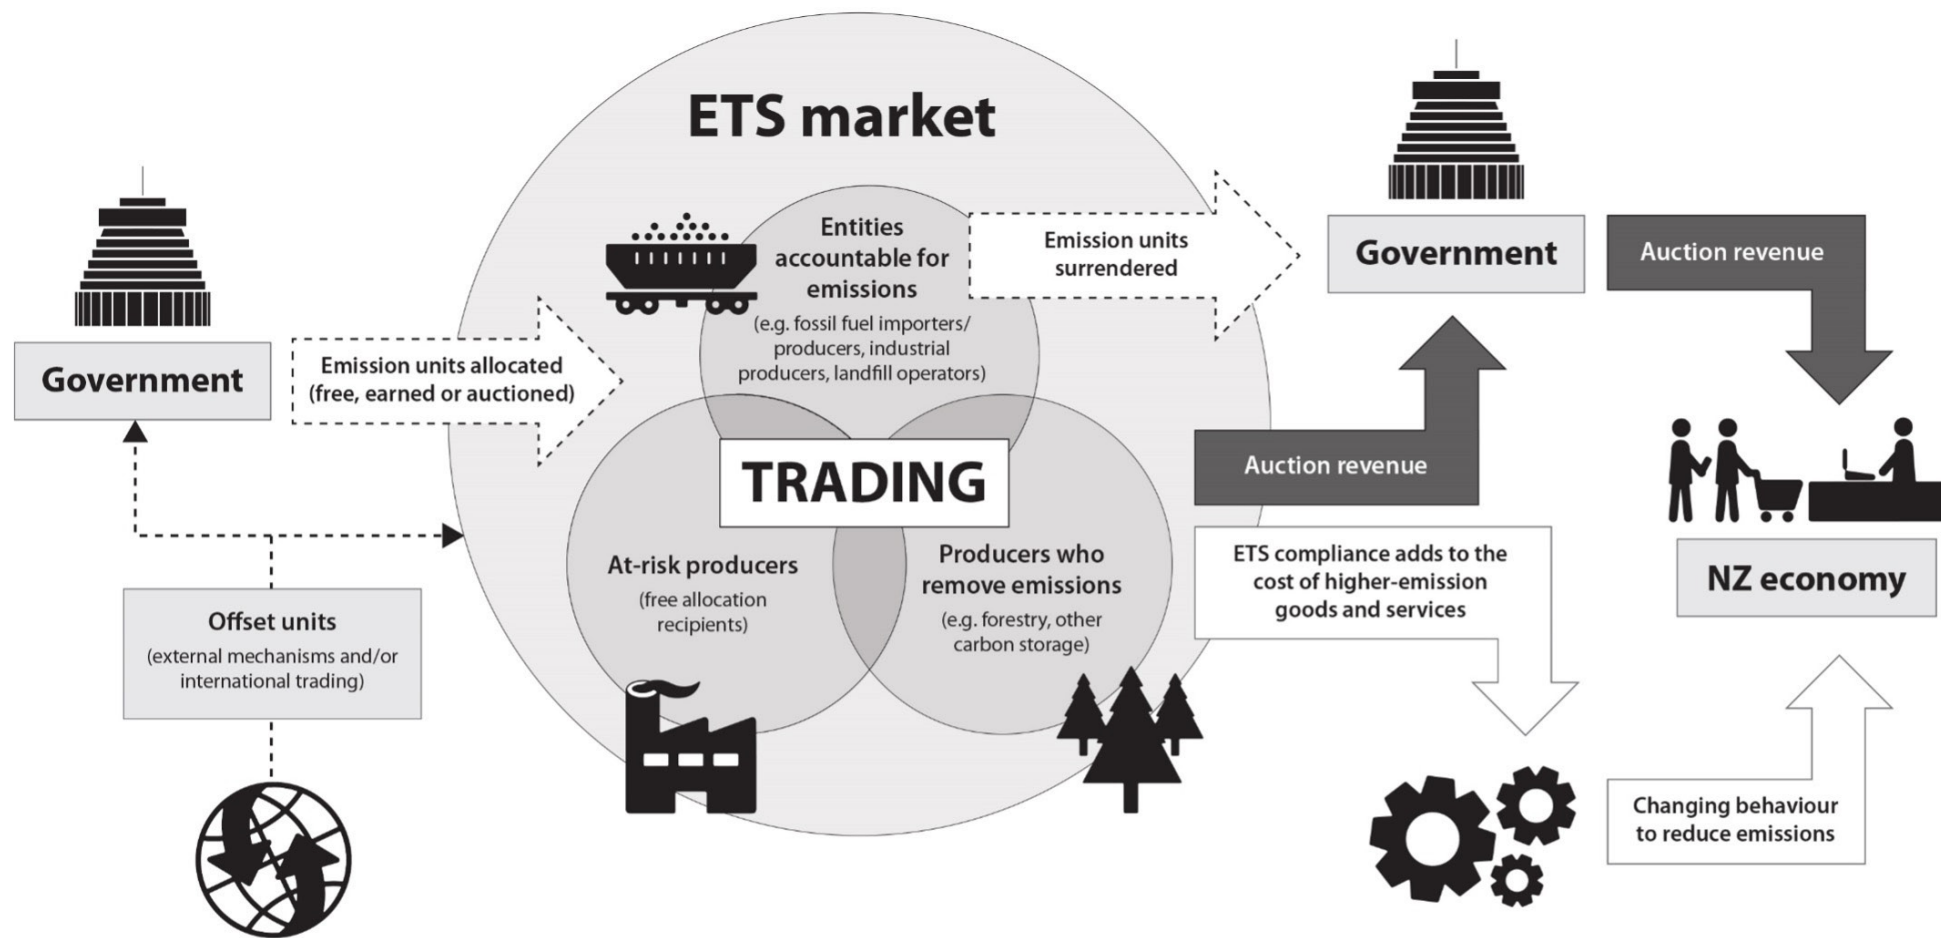 ETS market
Government
Emission units allocated
(free, earned or auctioned)
Offset units
(external mechanisms and/or
international trading)
Entities
accountable for
emissions
(e.g. fossil fuel importers/
producers, industrial
producers, landfill operators)
TRADING
At-risk producers
(free allocation
recipients)
Producers who
remove emissions
(e.g. forestry, other
carbon storage)
Emission units
surrendered
Government
Auction revenue
Auction revenue
ETS compliance adds to the
cost of higher-emission
goods and services
NZ economy
Changing behaviour
to reduce emissions